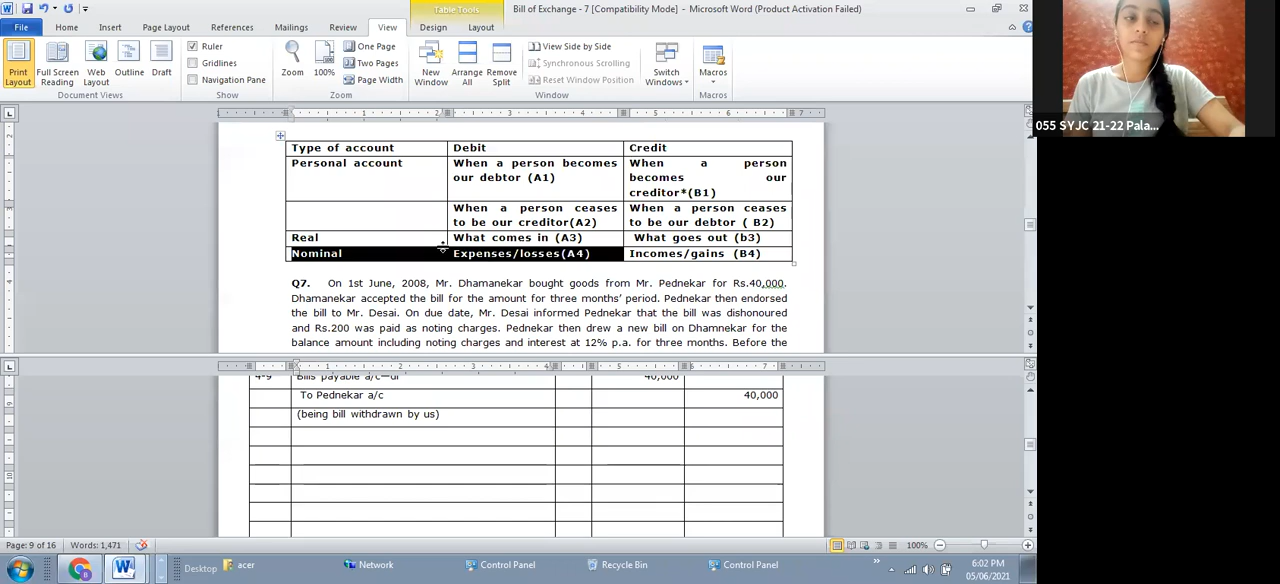 Table Tools
Bill of Exchange - 7 [Compatibility Mode] - Microsoft Word (Product Activation Failed)
File Home Insert Page Layout References Mailings Review View Design Layout
Print Layout
Full Screen Reading
Web Layout
Outline
Draft
Document Views
Ruler
Gridlines
Navigation Pane
Show
Zoom
100%
One Page
Two Pages
Page Width
Zoom
New Window
Arrange All
Remove Split
View Side by Side
Synchronous Scrolling
Reset Window Position
Window
Switch Windows
Macros
Macros
055 SYJC 21-22 Pala...
Type of account Debit Credit
Personal account When a person becomes our debtor (A1) When a person becomes our creditor*(B1)
When a person ceases to be our creditor(A2) When a person ceases to be our debtor ( B2)
Real What comes in (A3) What goes out (b3)
Nominal Expenses/losses(A4) Incomes/gains (B4)
Q7. On 1st June, 2008, Mr. Dhamanekar bought goods from Mr. Pednekar for Rs.40,000.
Dhamanekar accepted the bill for the amount for three months' period. Pednekar then endorsed
the bill to Mr. Desai. On due date, Mr. Desai informed Pednekar that the bill was dishonoured
and Rs.200 was paid as noting charges. Pednekar then drew a new bill on Dhamnekar for the
balance amount including noting charges and interest at 12% p.a. for three months. Before the
4-9 Bills payable a/c—dr 40,000
To Pednekar a/c 40,000
(being bill withdrawn by us)
Page: 9 of 16 Words: 1,471 100%
Desktop acer Network Control Panel Recycle Bin Control Panel
6:02 PM
05/06/2021